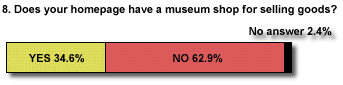 8. Does your homepage have a museum shop for selling goods?
No answer 2.4%
YES 34.6% NO 62.9%